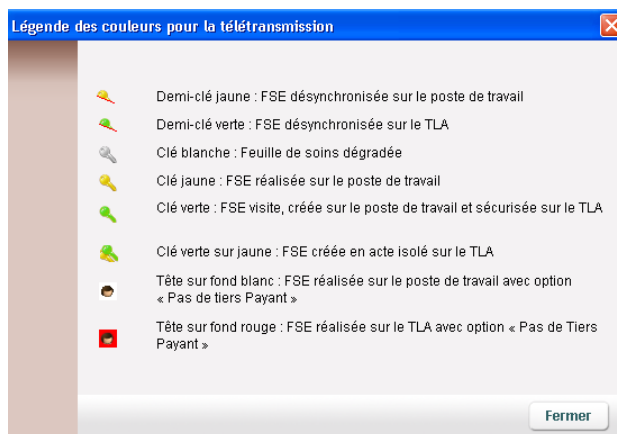 Légende des couleurs pour la télétransmission
Demi-clé jaune : FSE désynchronisée sur le poste de travail
Demi-clé verte : FSE désynchronisée sur le TLA
Clé blanche : Feuille de soins dégradée
Clé jaune : FSE réalisée sur le poste de travail
Clé verte : FSE visite, créée sur le poste de travail et sécurisée sur le TLA
Clé verte sur jaune : FSE créée en acte isolé sur le TLA
Tête sur fond blanc : FSE réalisée sur le poste de travail avec option
« Pas de tiers Payant »
Tête sur fond rouge : FSE réalisée sur le TLA avec option « Pas de Tiers
Payant »
Fermer